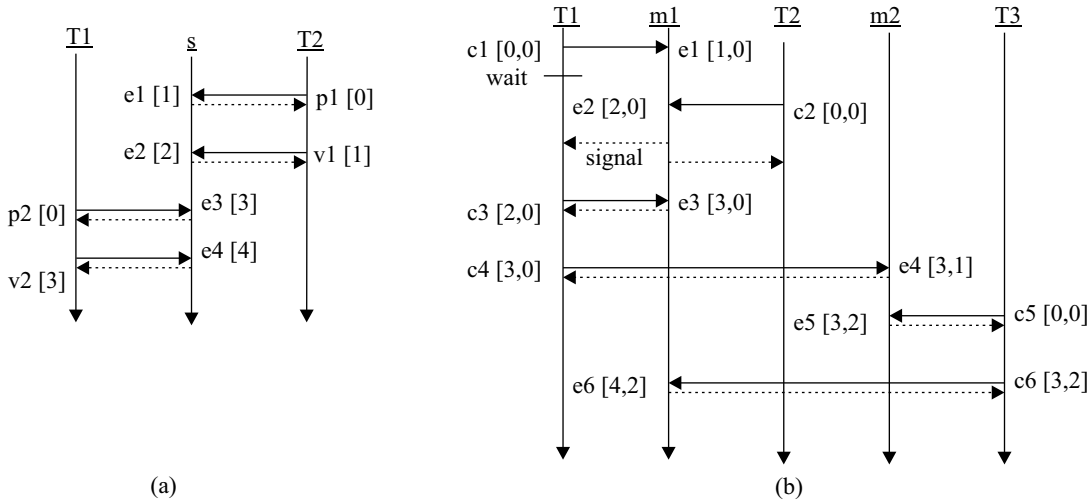 T1 s T2
e1 [1] p1 [0]
e2 [2] v1 [1]
p2 [0] e3 [3]
v2 [3] e4 [4]
(a)
T1 m1 T2 m2 T3
c1 [0,0] e1 [1,0]
wait
e2 [2,0] c2 [0,0]
signal
c3 [2,0] e3 [3,0]
c4 [3,0] e4 [3,1]
e5 [3,2] c5 [0,0]
e6 [4,2] c6 [3,2]
(b)